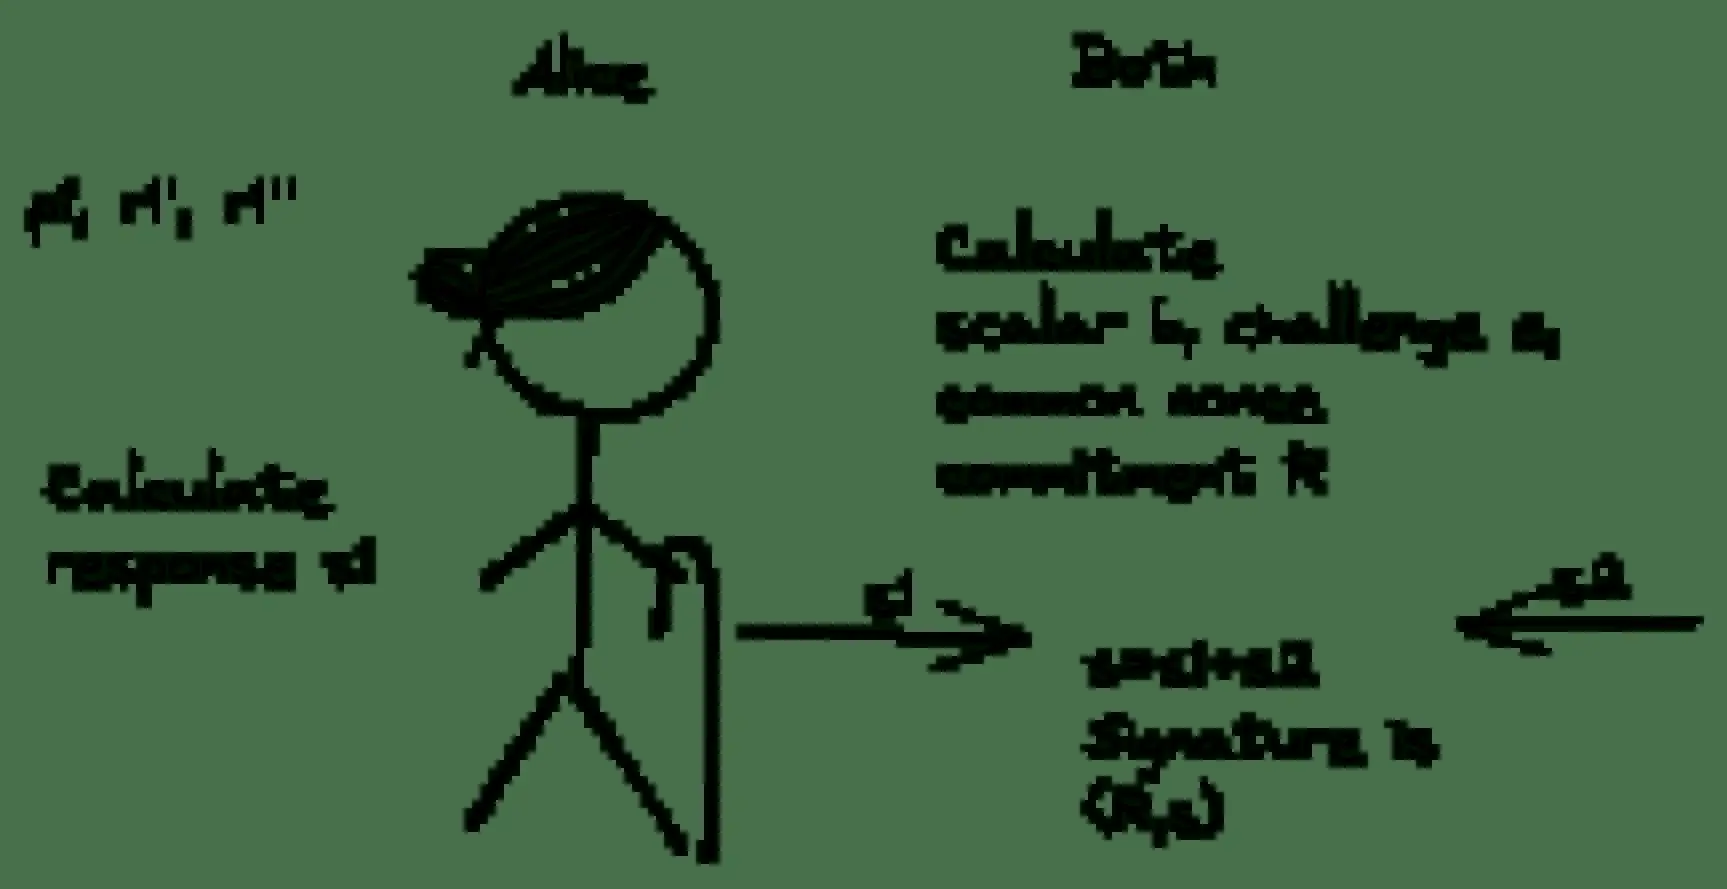 Alice
Both
p1, r1', r1''
Calculate
scalar b, challenge e,
common nonce
commitment R
Calculate
response s1
s1
s2
s=s1+s2
Signature is
(R,s)